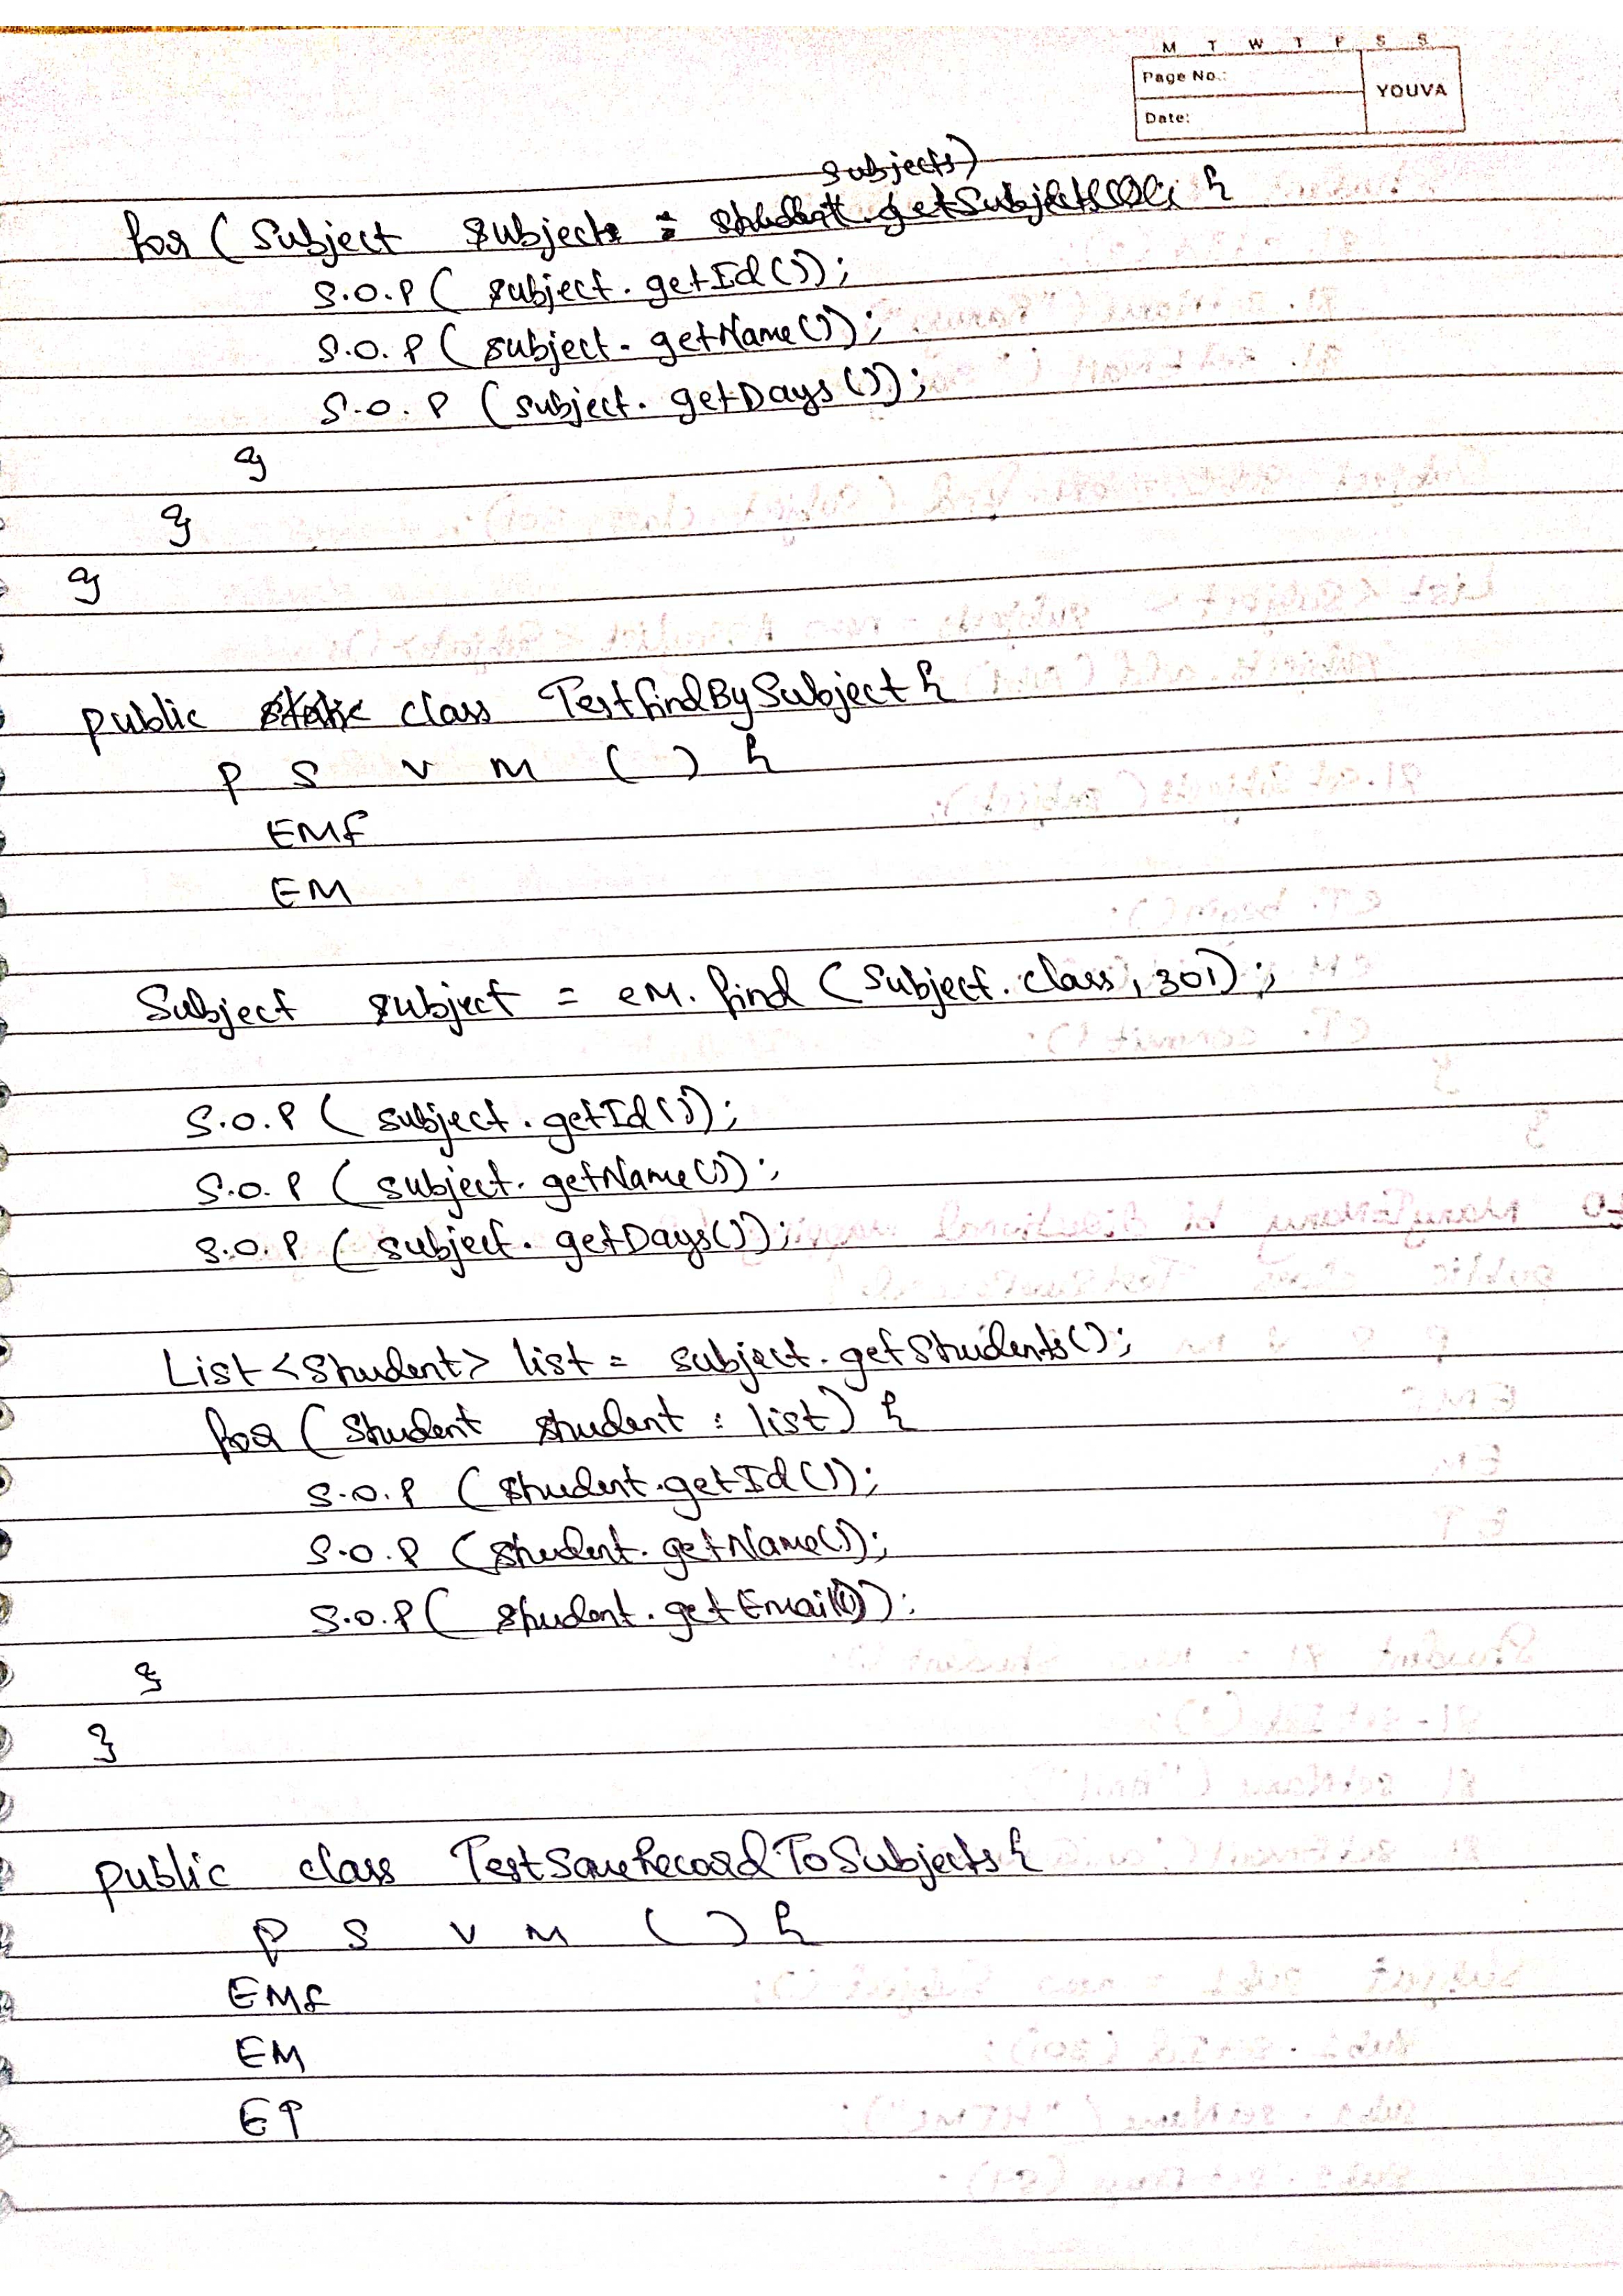 M T W T F S S
Page No.:
YOUVA
Date:
subjects)
for ( Subject subject : {
S.O.P ( subject.getId());
S.O.P ( subject.getName());
S.O.P (subject.getDays());
}
}
}
public class TestfindBySubject {
p s v m ( ) {
EMF
EM
Subject subject = em.find (Subject.class, 301);
S.O.P ( subject.getId());
S.O.P ( subject.getName());
S.O.P ( subject.getDays());
List<Student> list = subject.getStudents();
for (Student student : list) {
S.O.P (student.getId());
S.O.P (student.getName());
S.O.P ( student.getEmail());
}
}
public class TestSaveRecordToSubjects {
p s v m ( ) {
EMF
EM
ET